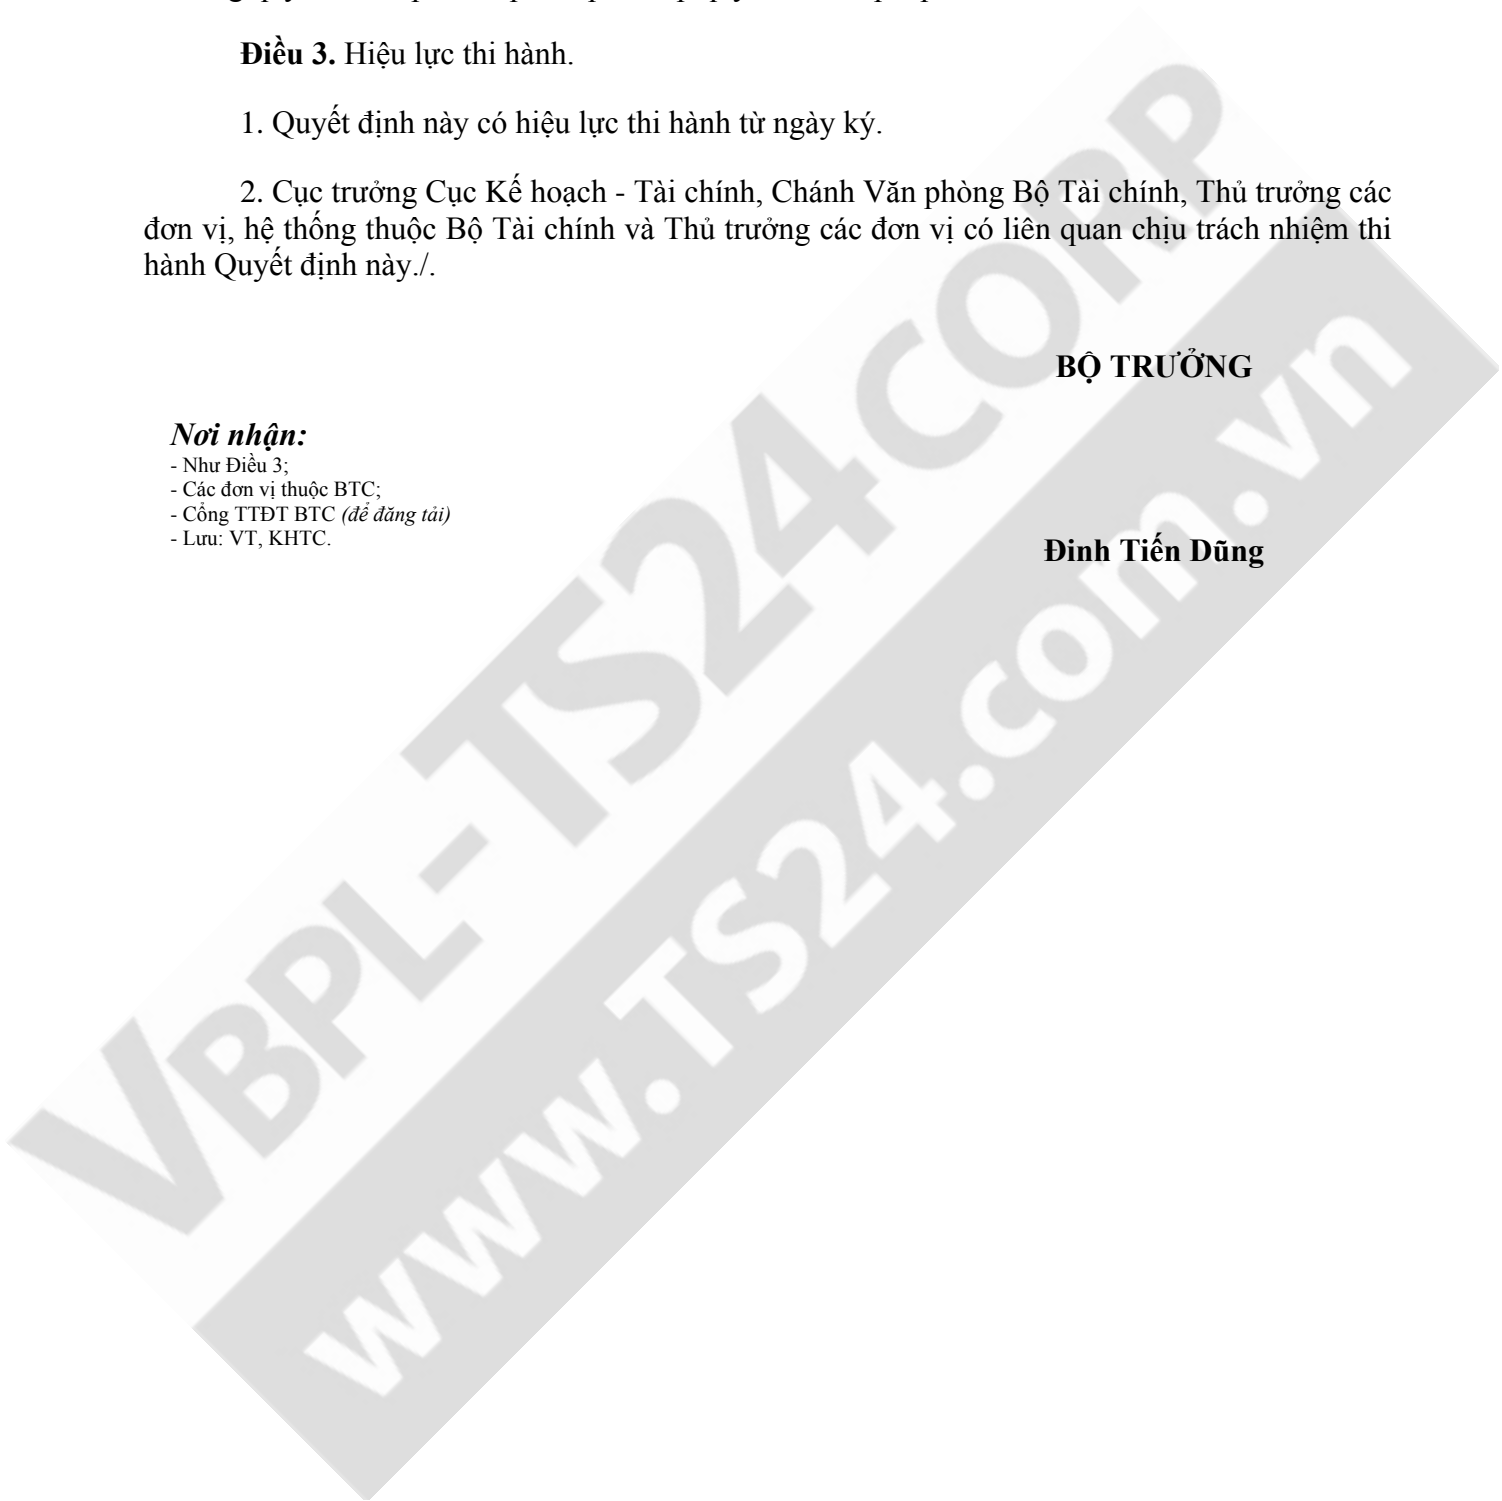 Điều 3. Hiệu lực thi hành.
1. Quyết định này có hiệu lực thi hành từ ngày ký.
2. Cục trưởng Cục Kế hoạch - Tài chính, Chánh Văn phòng Bộ Tài chính, Thủ trưởng các
đơn vị, hệ thống thuộc Bộ Tài chính và Thủ trưởng các đơn vị có liên quan chịu trách nhiệm thi
hành Quyết định này./.
BỘ TRƯỞNG
Nơi nhận:
- Như Điều 3;
- Các đơn vị thuộc BTC;
- Cổng TTĐT BTC (để đăng tải)
- Lưu: VT, KHTC.
Đinh Tiến Dũng
VBPL-TS24CORP
www.TS24.com.vn